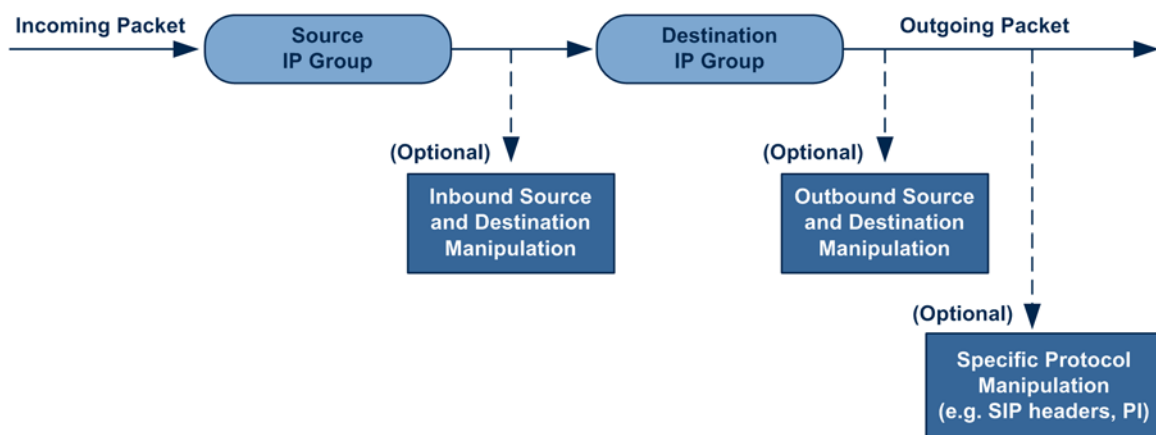 Incoming Packet
Source
IP Group
Destination
IP Group
Outgoing Packet
(Optional)
Inbound Source
and Destination
Manipulation
(Optional)
Outbound Source
and Destination
Manipulation
(Optional)
Specific Protocol
Manipulation
(e.g. SIP headers, PI)